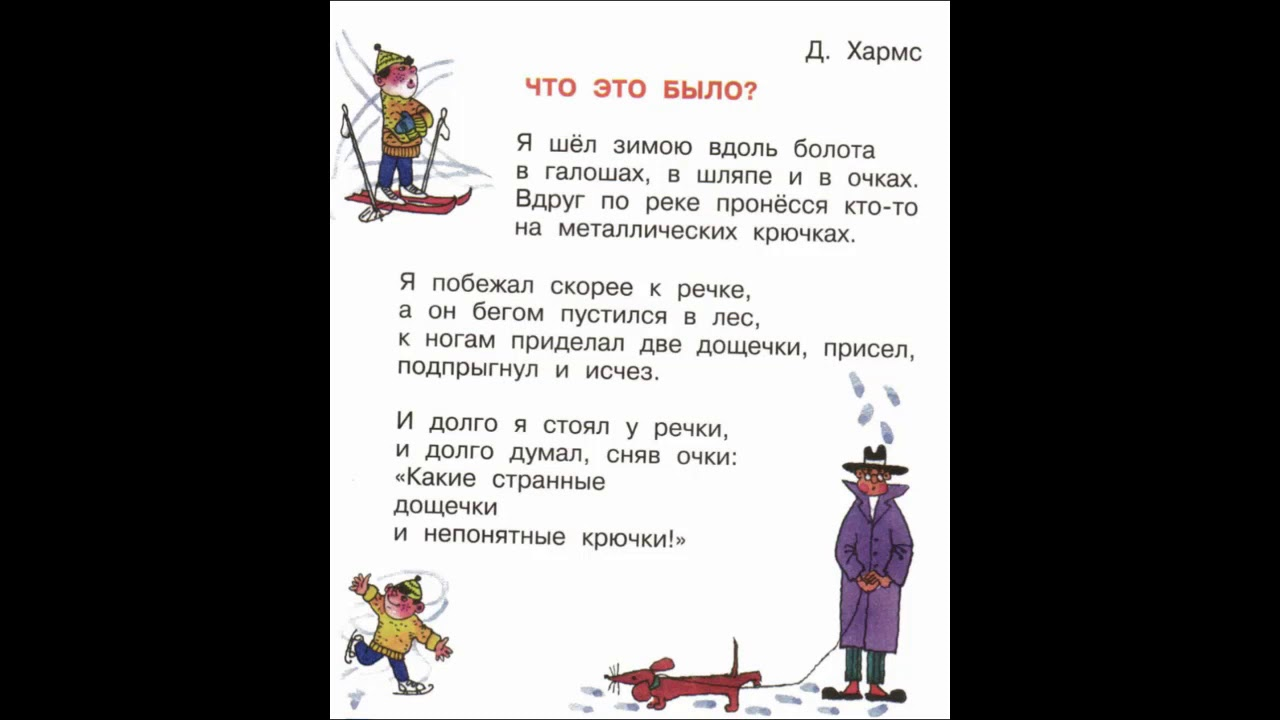 Д. Хармс
ЧТО ЭТО БЫЛО?
Я шёл зимою вдоль болота
в галошах, в шляпе и в очках.
Вдруг по реке пронёсся кто-то
на металлических крючках.
Я побежал скорее к речке,
а он бегом пустился в лес,
к ногам приделал две дощечки, присел,
подпрыгнул и исчез.
И долго я стоял у речки,
и долго думал, сняв очки:
«Какие странные
дощечки
и непонятные крючки!»